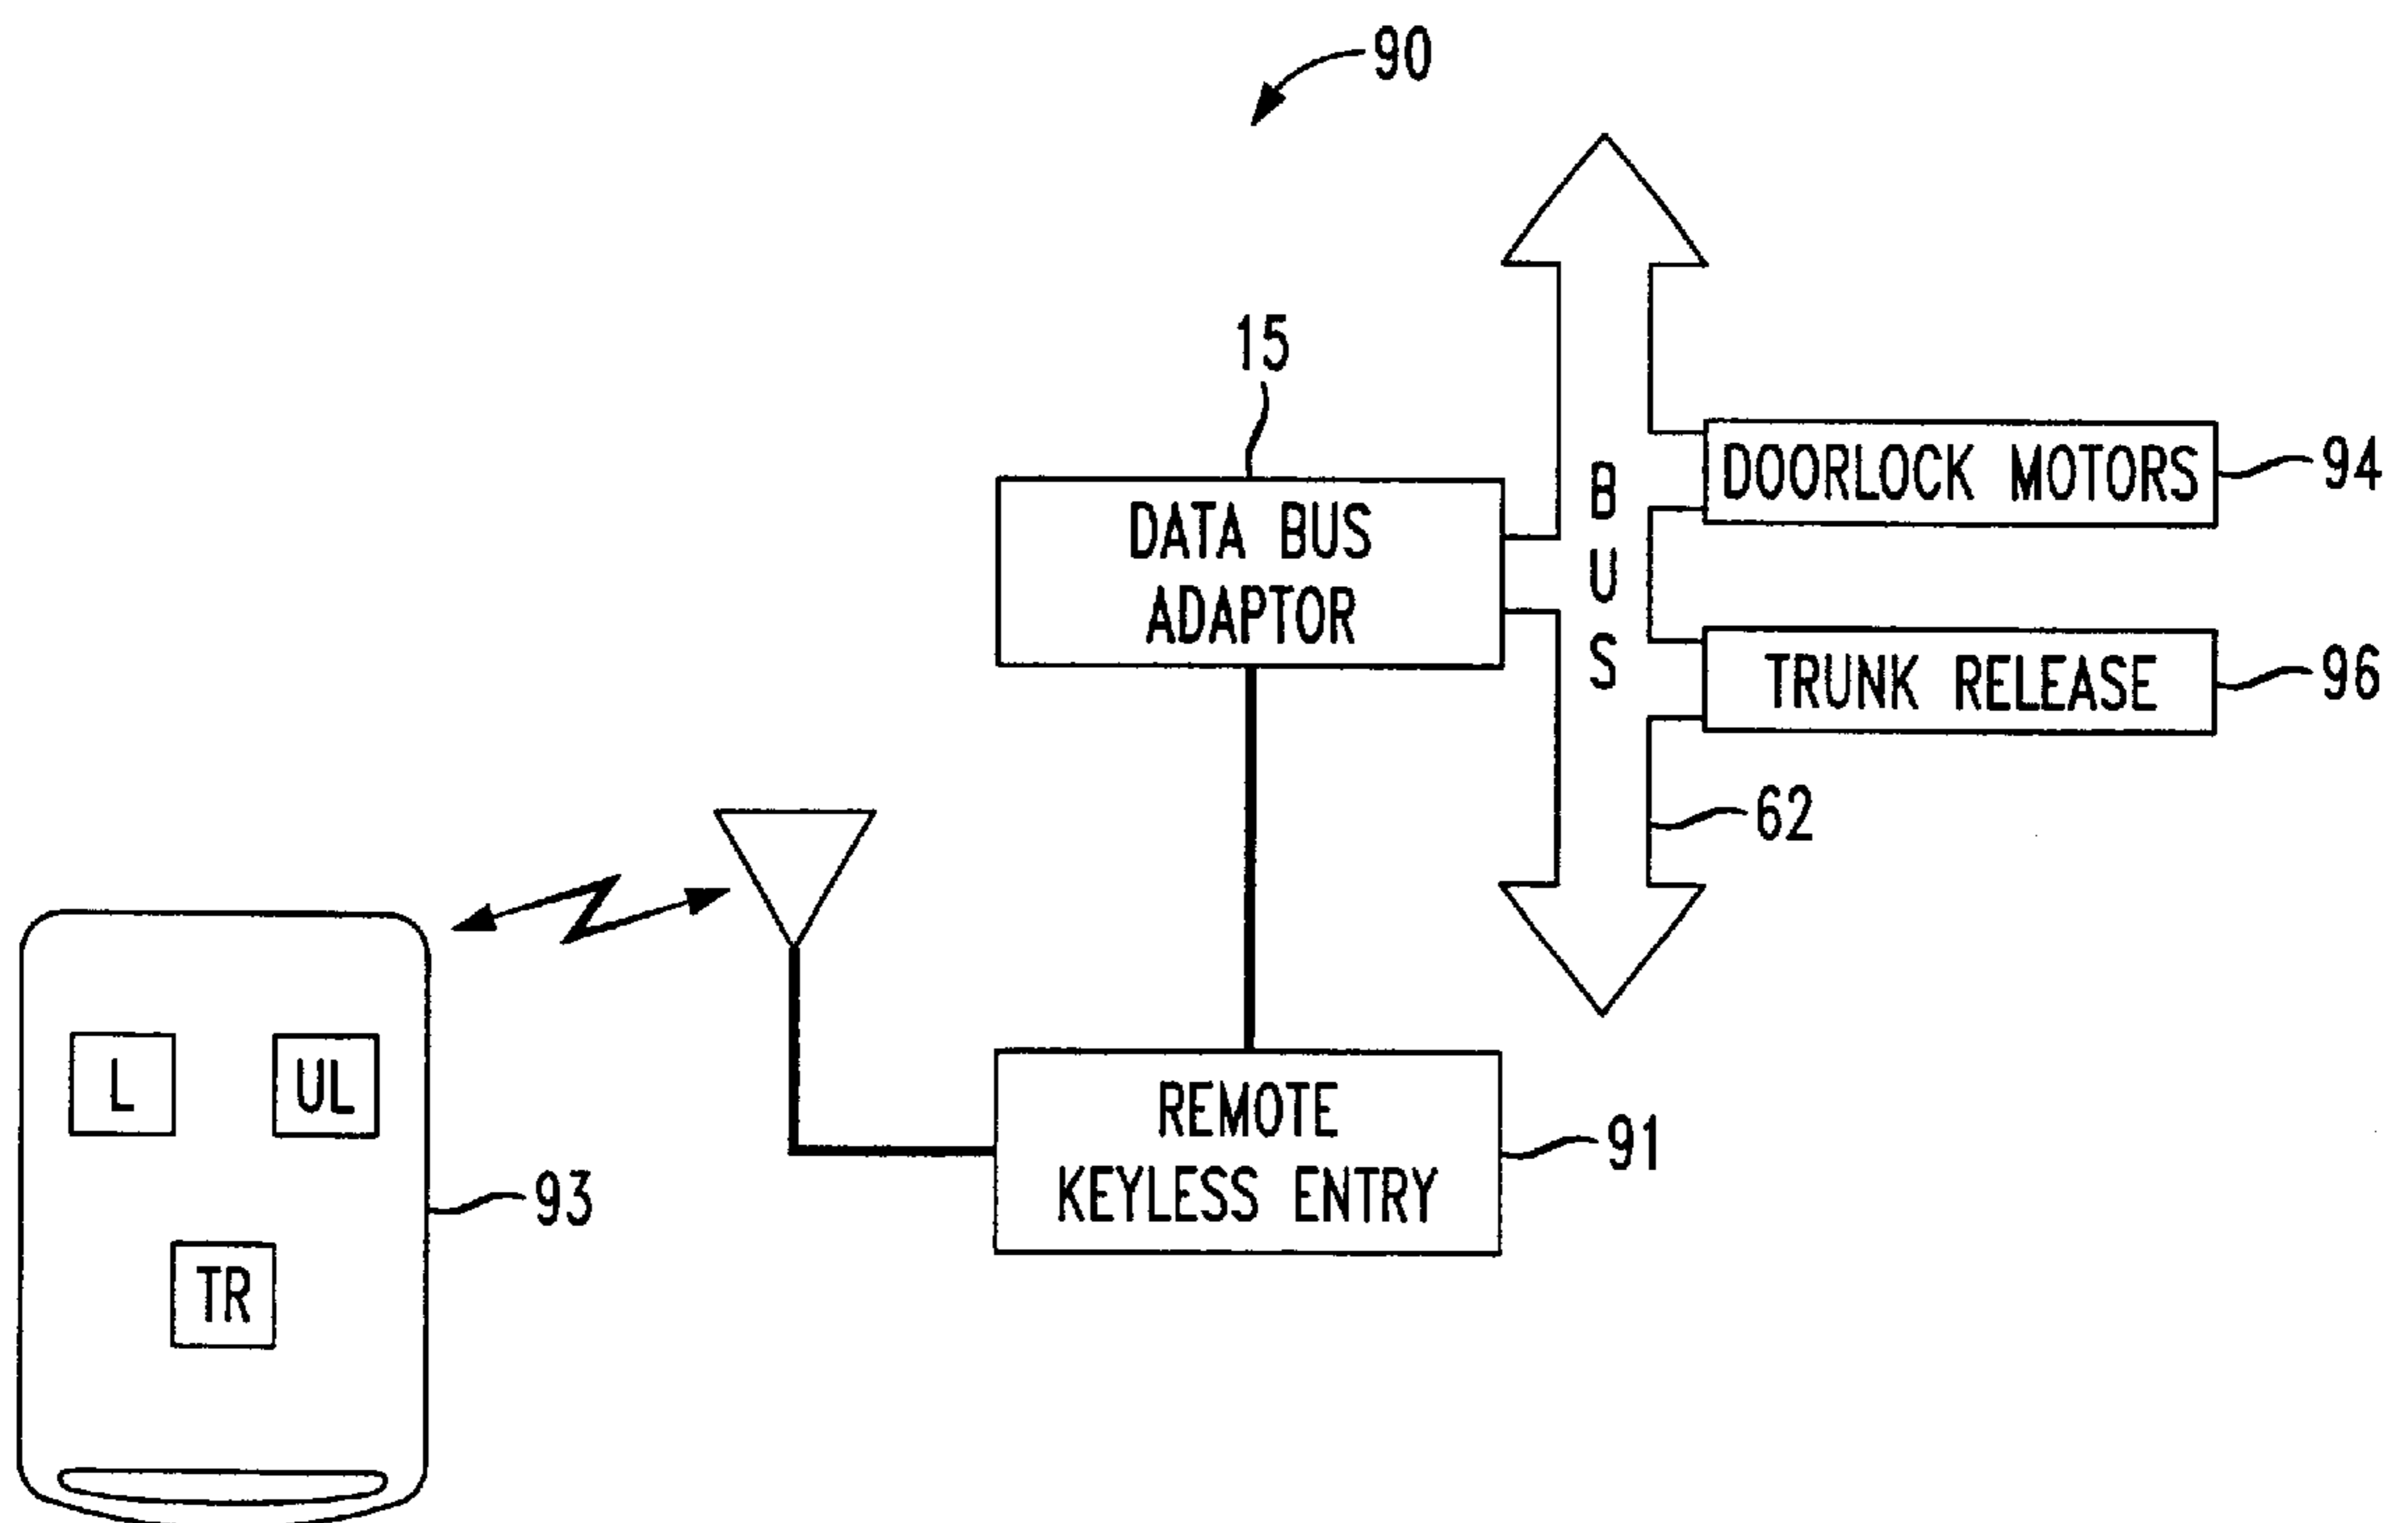 90
15
DATA BUS
ADAPTOR
B
U
S
DOORLOCK MOTORS
94
TRUNK RELEASE
96
62
L
UL
TR
93
REMOTE
KEYLESS ENTRY
91